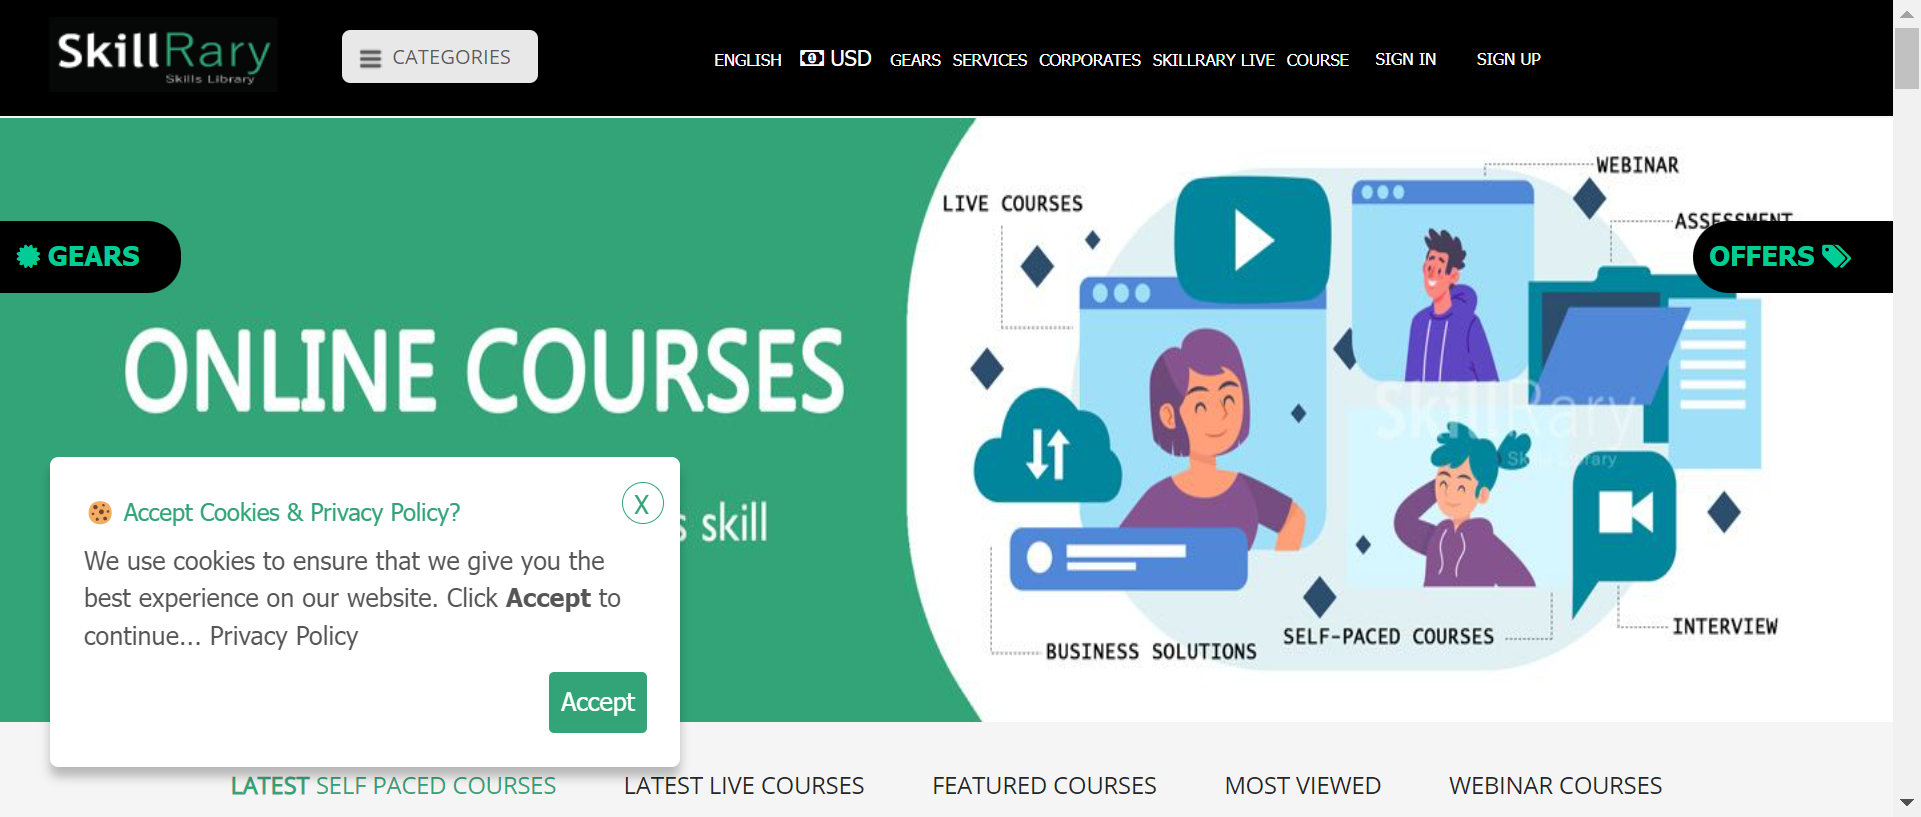 SkillRary
Skills Library
CATEGORIES
ENGLISH
USD
GEARS
SERVICES
CORPORATES
SKILLRARY LIVE
COURSE
SIGN IN
SIGN UP
GEARS
OFFERS
ONLINE COURSES
skill
LIVE COURSES
WEBINAR
ASSESSMENT
SkillRary
Skills Library
BUSINESS SOLUTIONS
SELF-PACED COURSES
INTERVIEW
Accept Cookies & Privacy Policy?
X
We use cookies to ensure that we give you the
best experience on our website. Click Accept to
continue... Privacy Policy
Accept
LATEST SELF PACED COURSES
LATEST LIVE COURSES
FEATURED COURSES
MOST VIEWED
WEBINAR COURSES